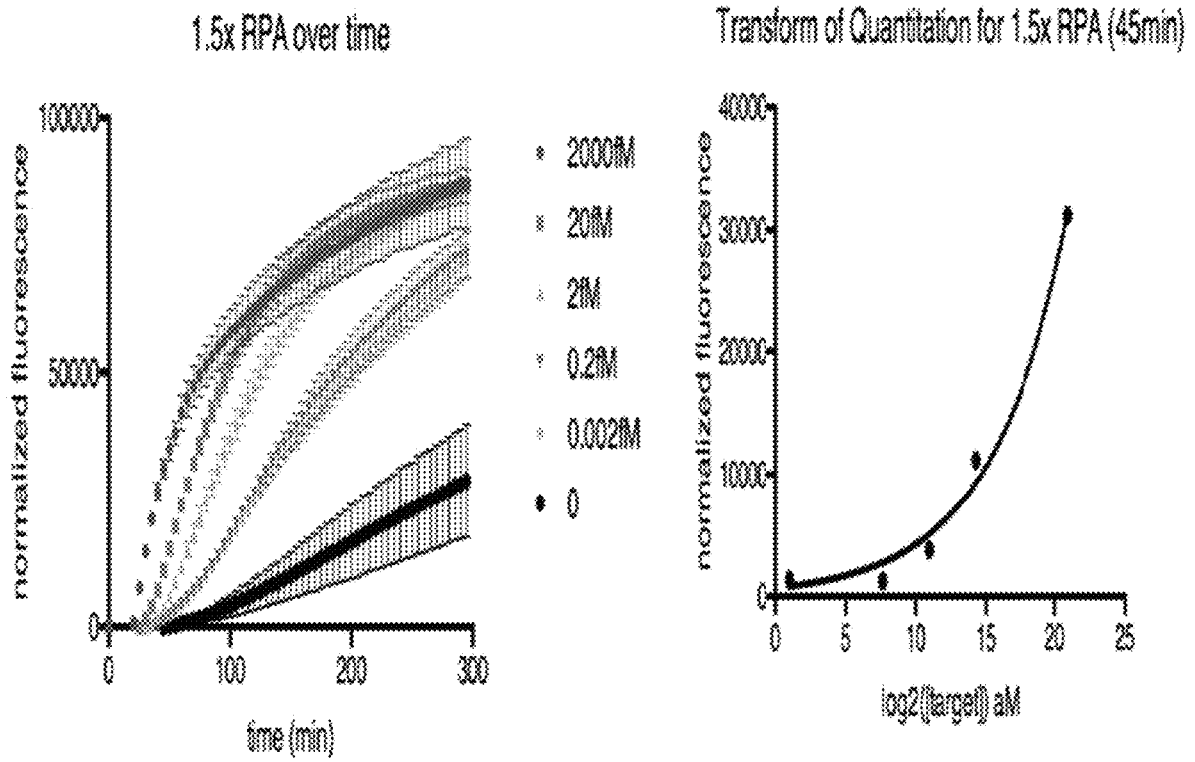 1.5x RPA over time
normalized fluorescence
100000
50000
0
0 100 200 300
time (min)
2000fM
20fM
2fM
0.2fM
0.002fM
0
Transform of Quantitation for 1.5x RPA (45min)
normalized fluorescence
40000
30000
20000
10000
0
0 5 10 15 20 25
log2([target]) aM